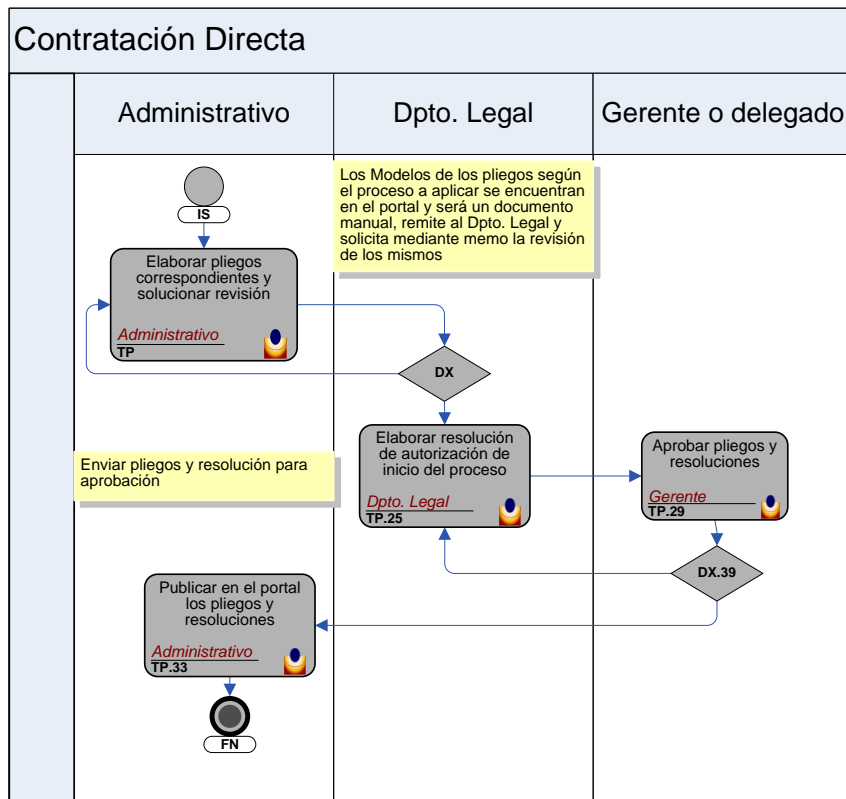 Contratación Directa
Administrativo
Dpto. Legal
Gerente o delegado
IS
Los Modelos de los pliegos según
el proceso a aplicar se encuentran
en el portal y será un documento
manual, remite al Dpto. Legal y
solicita mediante memo la revisión
de los mismos
Elaborar pliegos
correspondientes y
solucionar revisión
Administrativo
TP
DX
Elaborar resolución
de autorización de
inicio del proceso
Dpto. Legal
TP.25
Aprobar pliegos y
resoluciones
Gerente
TP.29
Enviar pliegos y resolución para
aprobación
DX.39
Publicar en el portal
los pliegos y
resoluciones
Administrativo
TP.33
FN